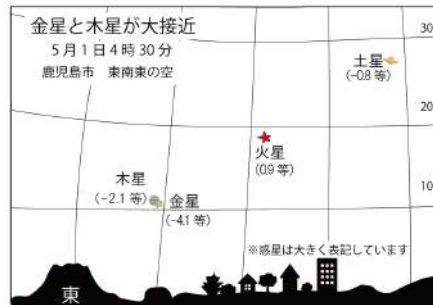 金星と木星が大接近
5月1日4時30分
鹿児島市 東南東の空
30
土星
(−0.8 等)
20
火星
(0.9 等)
木星
(−2.1 等)
金星
(−4.1 等)
10
※惑星は大きく表記しています
東